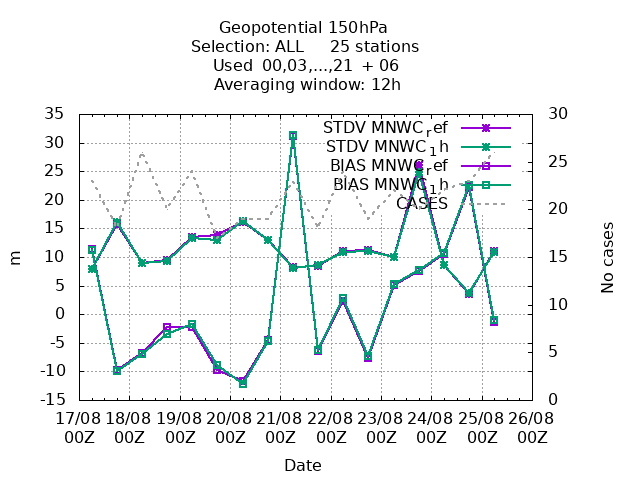 Geopotential 150hPa
Selection: ALL 25 stations
Used 00,03,...,21 + 06
Averaging window: 12h
35
30
25
20
15
10
5
0
-5
-10
-15
m
30
25
20
15
10
5
0
No cases
STDV MNWC_ref
STDV MNWC_1h
BIAS MNWC_ref
BIAS MNWC_1h
CASES
17/08 18/08 19/08 20/08 21/08 22/08 23/08 24/08 25/08 26/08
00Z 00Z 00Z 00Z 00Z 00Z 00Z 00Z 00Z 00Z
Date